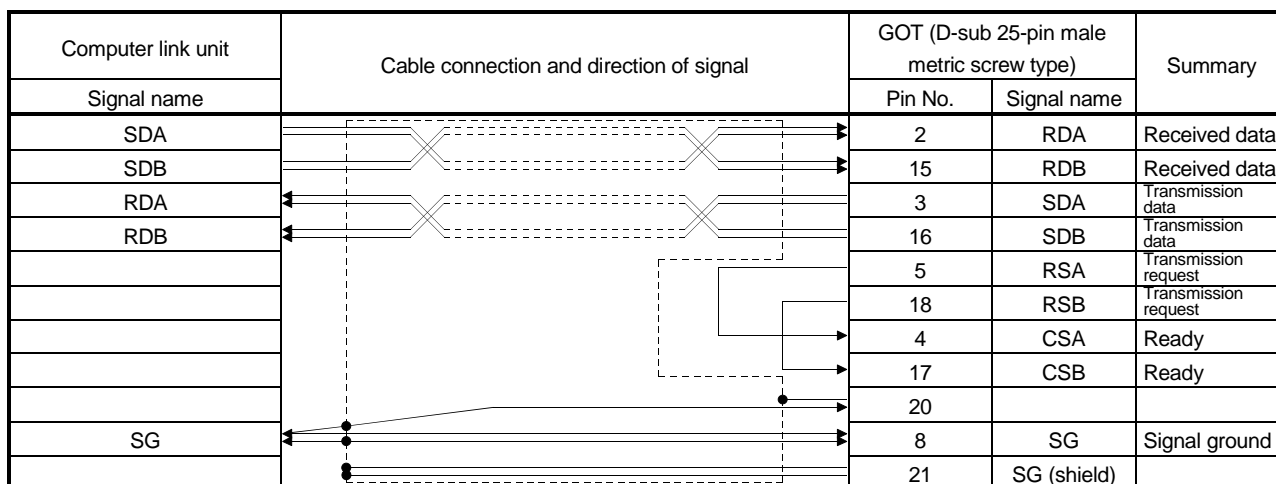 Computer link unit
Cable connection and direction of signal
GOT (D-sub 25-pin male
metric screw type)
Summary
Signal name
Pin No.
Signal name
SDA
2
RDA
Received data
SDB
15
RDB
Received data
RDA
3
SDA
Transmission
data
RDB
16
SDB
Transmission
data
5
RSA
Transmission
request
18
RSB
Transmission
request
4
CSA
Ready
17
CSB
Ready
20
SG
8
SG
Signal ground
21
SG (shield)